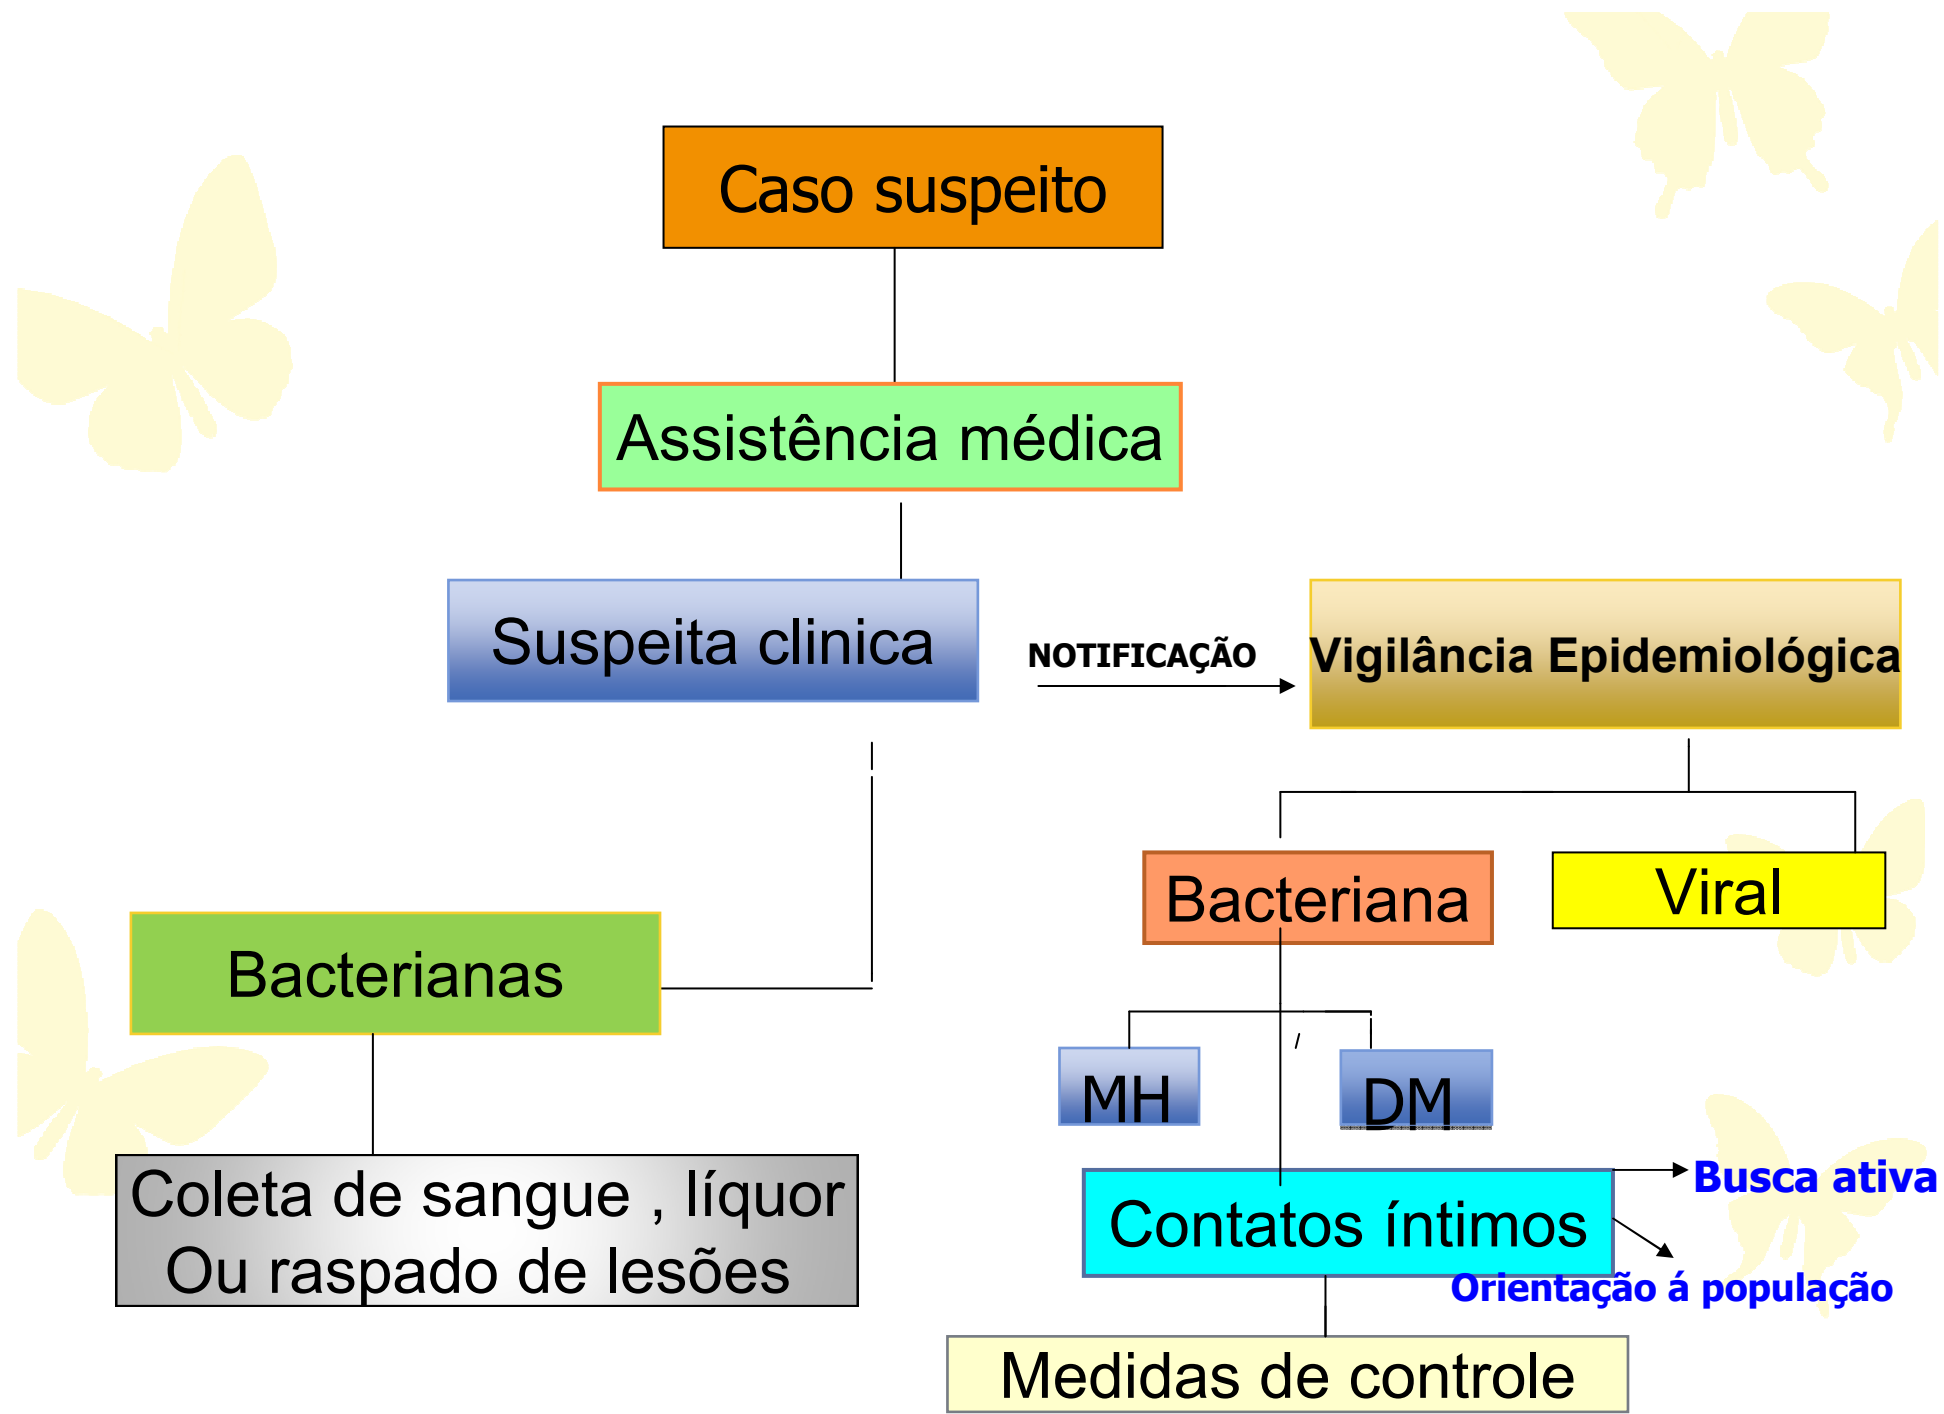 Caso suspeito
Assistência médica
Suspeita clinica
NOTIFICAÇÃO
Vigilância Epidemiológica
Bacteriana
Viral
Bacterianas
MH
DM
Coleta de sangue , líquor
Ou raspado de lesões
Contatos íntimos
Busca ativa
Orientação á população
Medidas de controle